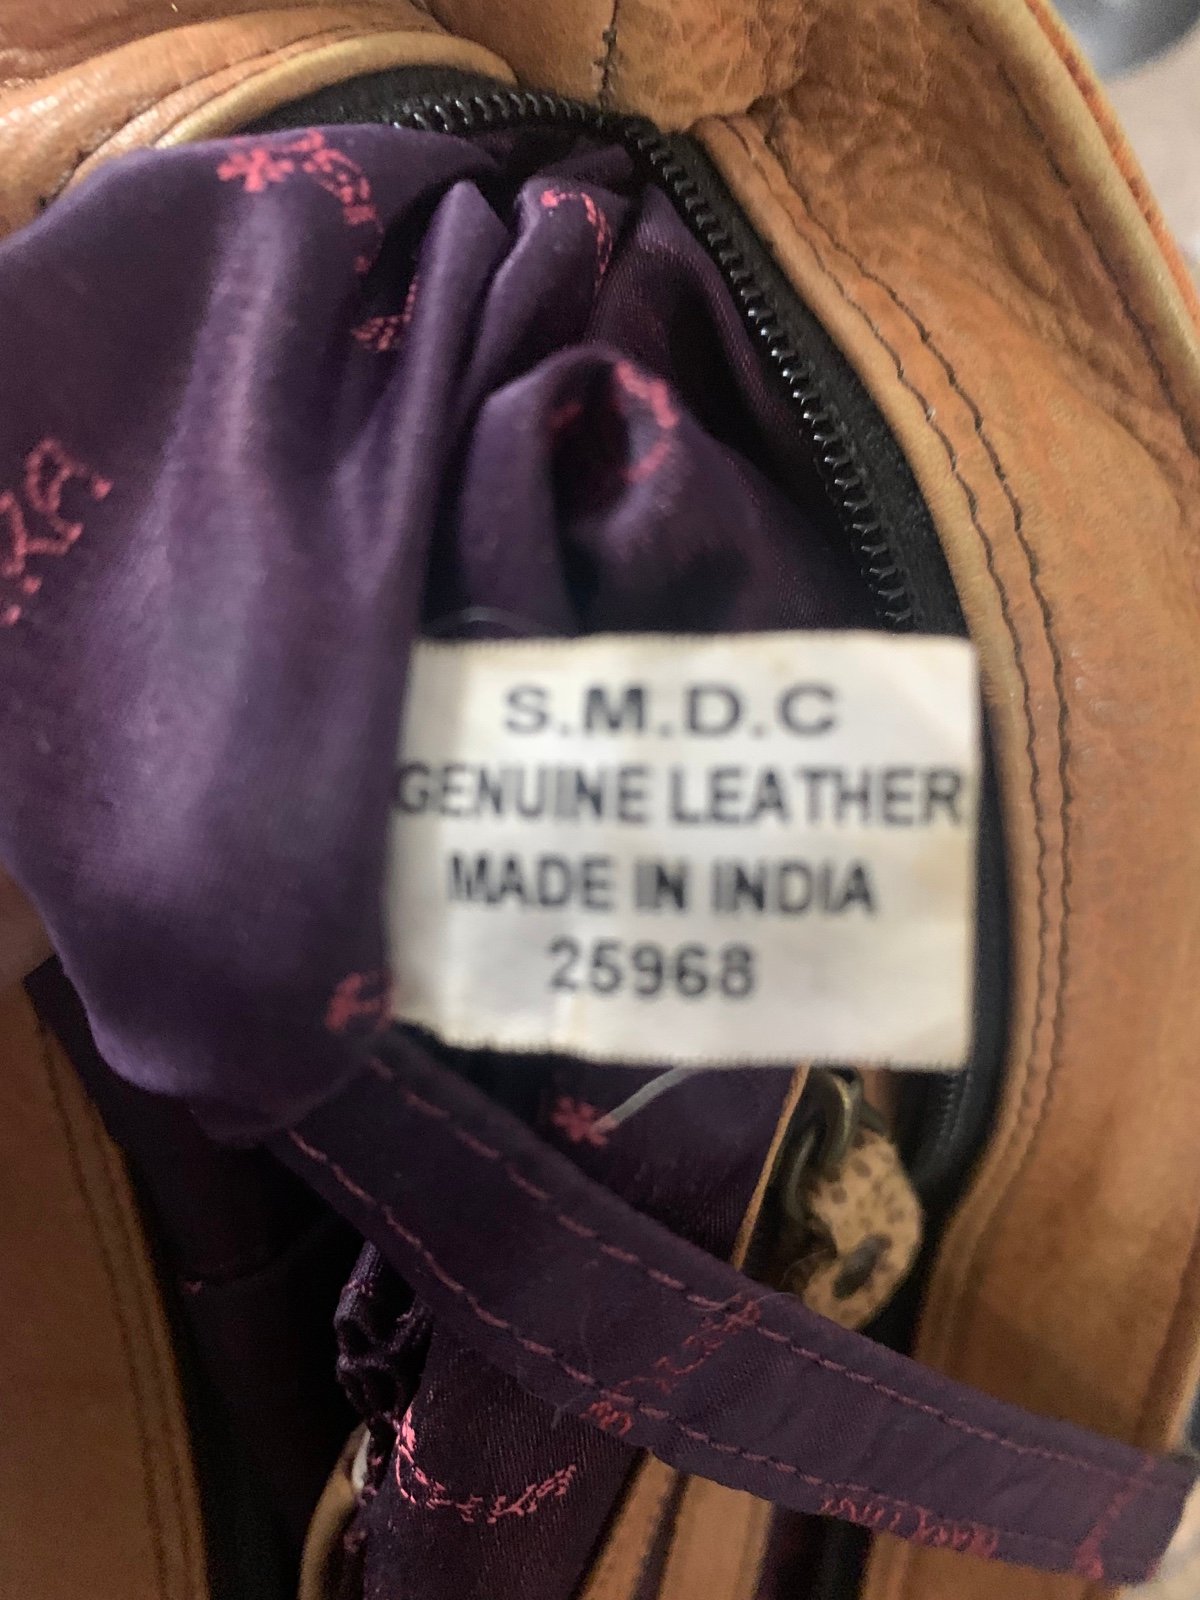 S.M.D.C
GENUINE LEATHER
MADE IN INDIA
25968